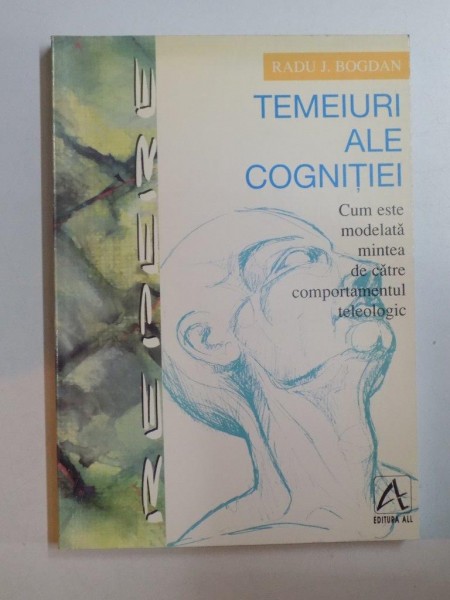 RADU J. BOGDAN
TEMEIURI
ALE
COGNIȚIEI
Cum este
modelată
mintea
de către
comportamentul
teleologic
REPERE
EDITURA ALL